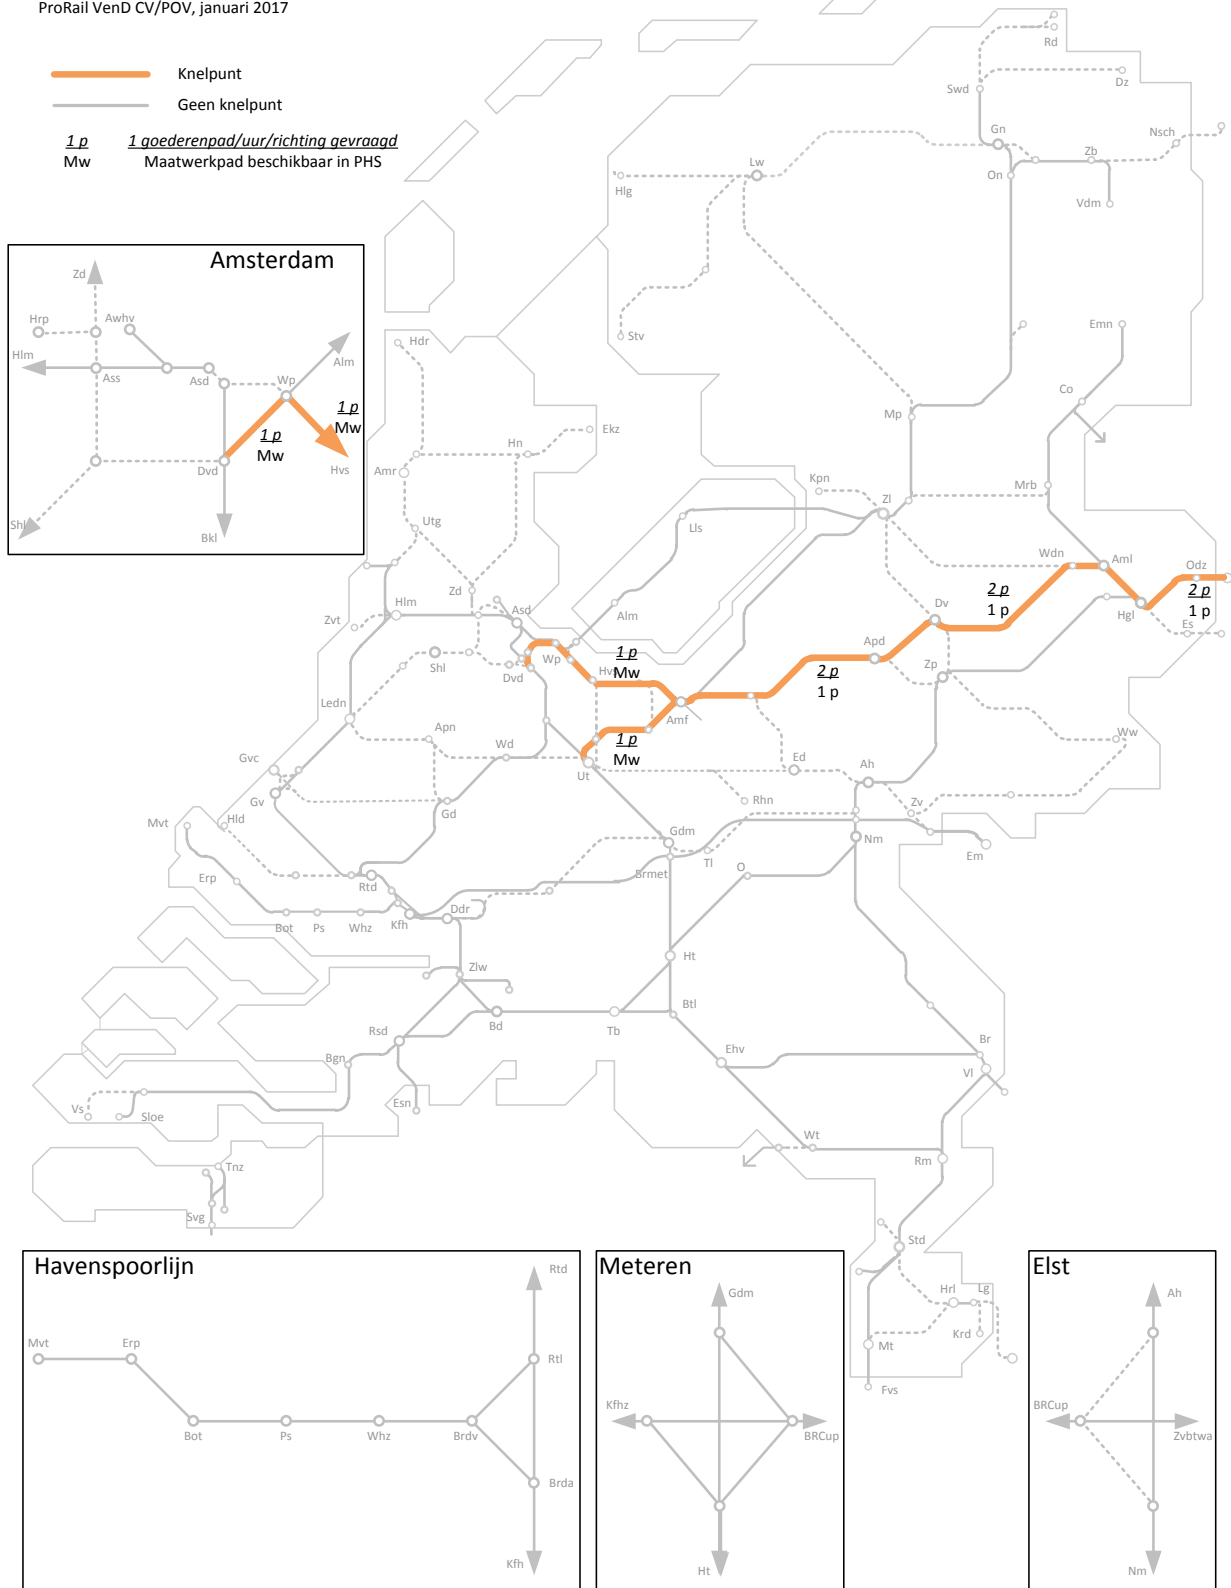 ProRail VenD CV/POV, januari 2017
Knelpunt
Geen knelpunt
1 p 1 goederenpad/uur/richting gevraagd
Mw Maatwerkpad beschikbaar in PHS
Rd
Dz
Swd
Gn
Nsch
Zb
On
Vdm
Lw
Hlg
Stv
Amsterdam
Zd
Hrp
Awhv
Hlm
Ass
Asd
Wp
Alm
1 p
Mw
1 p
Mw
Dvd
Hvs
Shl
Bkl
Hdr
Emn
Co
Mp
Ekz
Hn
Amr
Kpn
Zl
Mrb
Utg
Lls
Wdn
Aml
Odz
Zd
Hlm
Asd
Alm
2 p
1 p
Dv
2 p
1 p
Hgl
Es
Zvt
Wp
Shl
Dvd
Hvs
1 p
Mw
Apd
Zp
2 p
1 p
Ledn
Amf
Apn
Wd
1 p
Mw
Ww
Gvc
Ut
Ed
Ah
Gv
Gd
Rhn
Zv
Mvt
Hld
Gdm
Nm
Em
Tl
Brmet
O
Erp
Rtd
Bot
Ps
Whz
Kfh
Ddr
Ht
Zlw
Btl
Rsd
Bd
Tb
Bgn
Ehv
Br
Vl
Vs
Sloe
Esn
Wt
Rm
Tnz
Svg
Std
Hrl
Lg
Krd
Mt
Fvs
Havenspoorlijn
Rtd
Mvt
Erp
Rtl
Bot
Ps
Whz
Brdv
Brda
Kfh
Meteren
Gdm
Kfhz
BRCup
Ht
Elst
Ah
BRCup
Zvbtwa
Nm